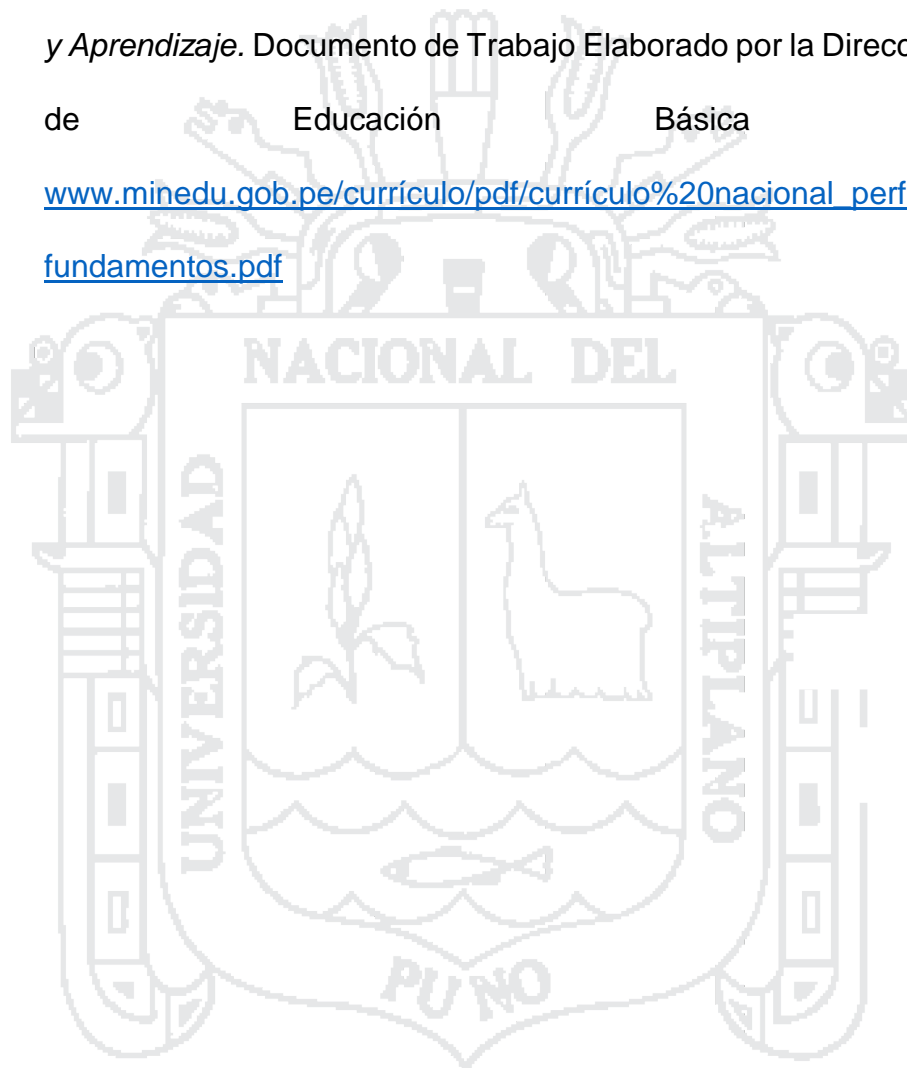 y Aprendizaje. Documento de Trabajo Elaborado por la
de Educación Básica
www.minedu.gob.pe/currículo/pdf/currículo%20nacional_perf
fundamentos.pdf
NACIONAL DEL
UNIVERSIDAD
ALTIPLANO
PUNO